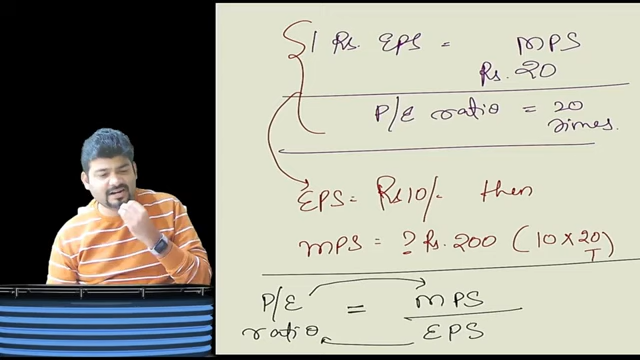 1 Rs. EPS = MPS
Rs. 20
P/E ratio = 20
times.
EPS = Rs 10/- then
MPS = ? Rs. 200 (10 × 20)
T
P/E ratio = MPS
EPS